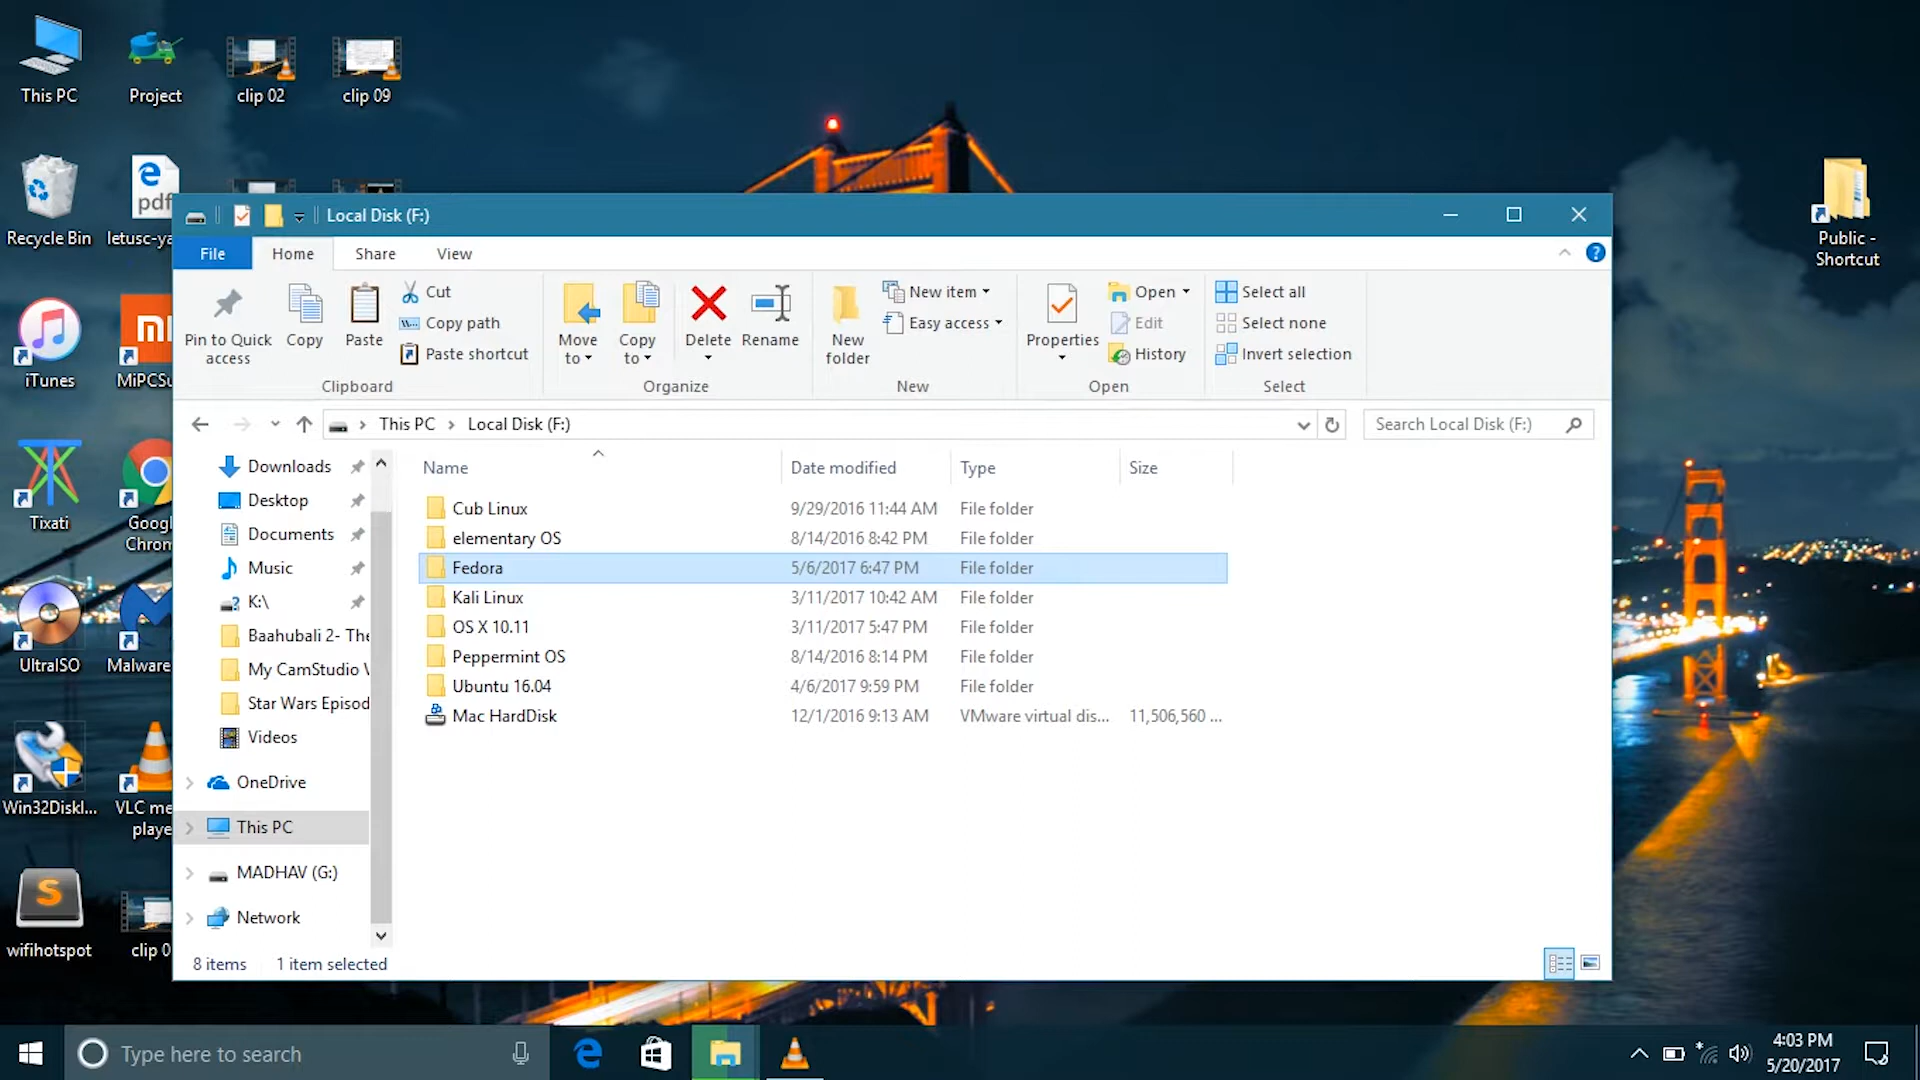 This PC
Project
clip 02
clip 09
pdf
Recycle Bin
letusc-ya
Public -
Shortcut
Local Disk (F:)
File
Home
Share
View
Pin to Quick
access
Copy
Paste
Cut
Copy path
Paste shortcut
Clipboard
Move
to
Copy
to
Delete
Rename
Organize
New
folder
New item
Easy access
New
Properties
Open
Edit
History
Open
Select all
Select none
Invert selection
Select
iTunes
MiPCSu
This PC
Local Disk (F:)
Search Local Disk (F:)
Downloads
Desktop
Documents
Music
K:\
Baahubali 2- The
My CamStudio V
Star Wars Episod
Videos
OneDrive
This PC
MADHAV (G:)
Network
Name
Date modified
Type
Size
Cub Linux 9/29/2016 11:44 AM File folder
elementary OS 8/14/2016 8:42 PM File folder
Fedora 5/6/2017 6:47 PM File folder
Kali Linux 3/11/2017 10:42 AM File folder
OS X 10.11 3/11/2017 5:47 PM File folder
Peppermint OS 8/14/2016 8:14 PM File folder
Ubuntu 16.04 4/6/2017 9:59 PM File folder
Mac HardDisk 12/1/2016 9:13 AM VMware virtual dis... 11,506,560 ...
Tixati
Goog
Chrom
UltraISO
Malware
Win32DiskI...
VLC me
playe
wifihotspot
clip 0
8 items
1 item selected
Type here to search
4:03 PM
5/20/2017